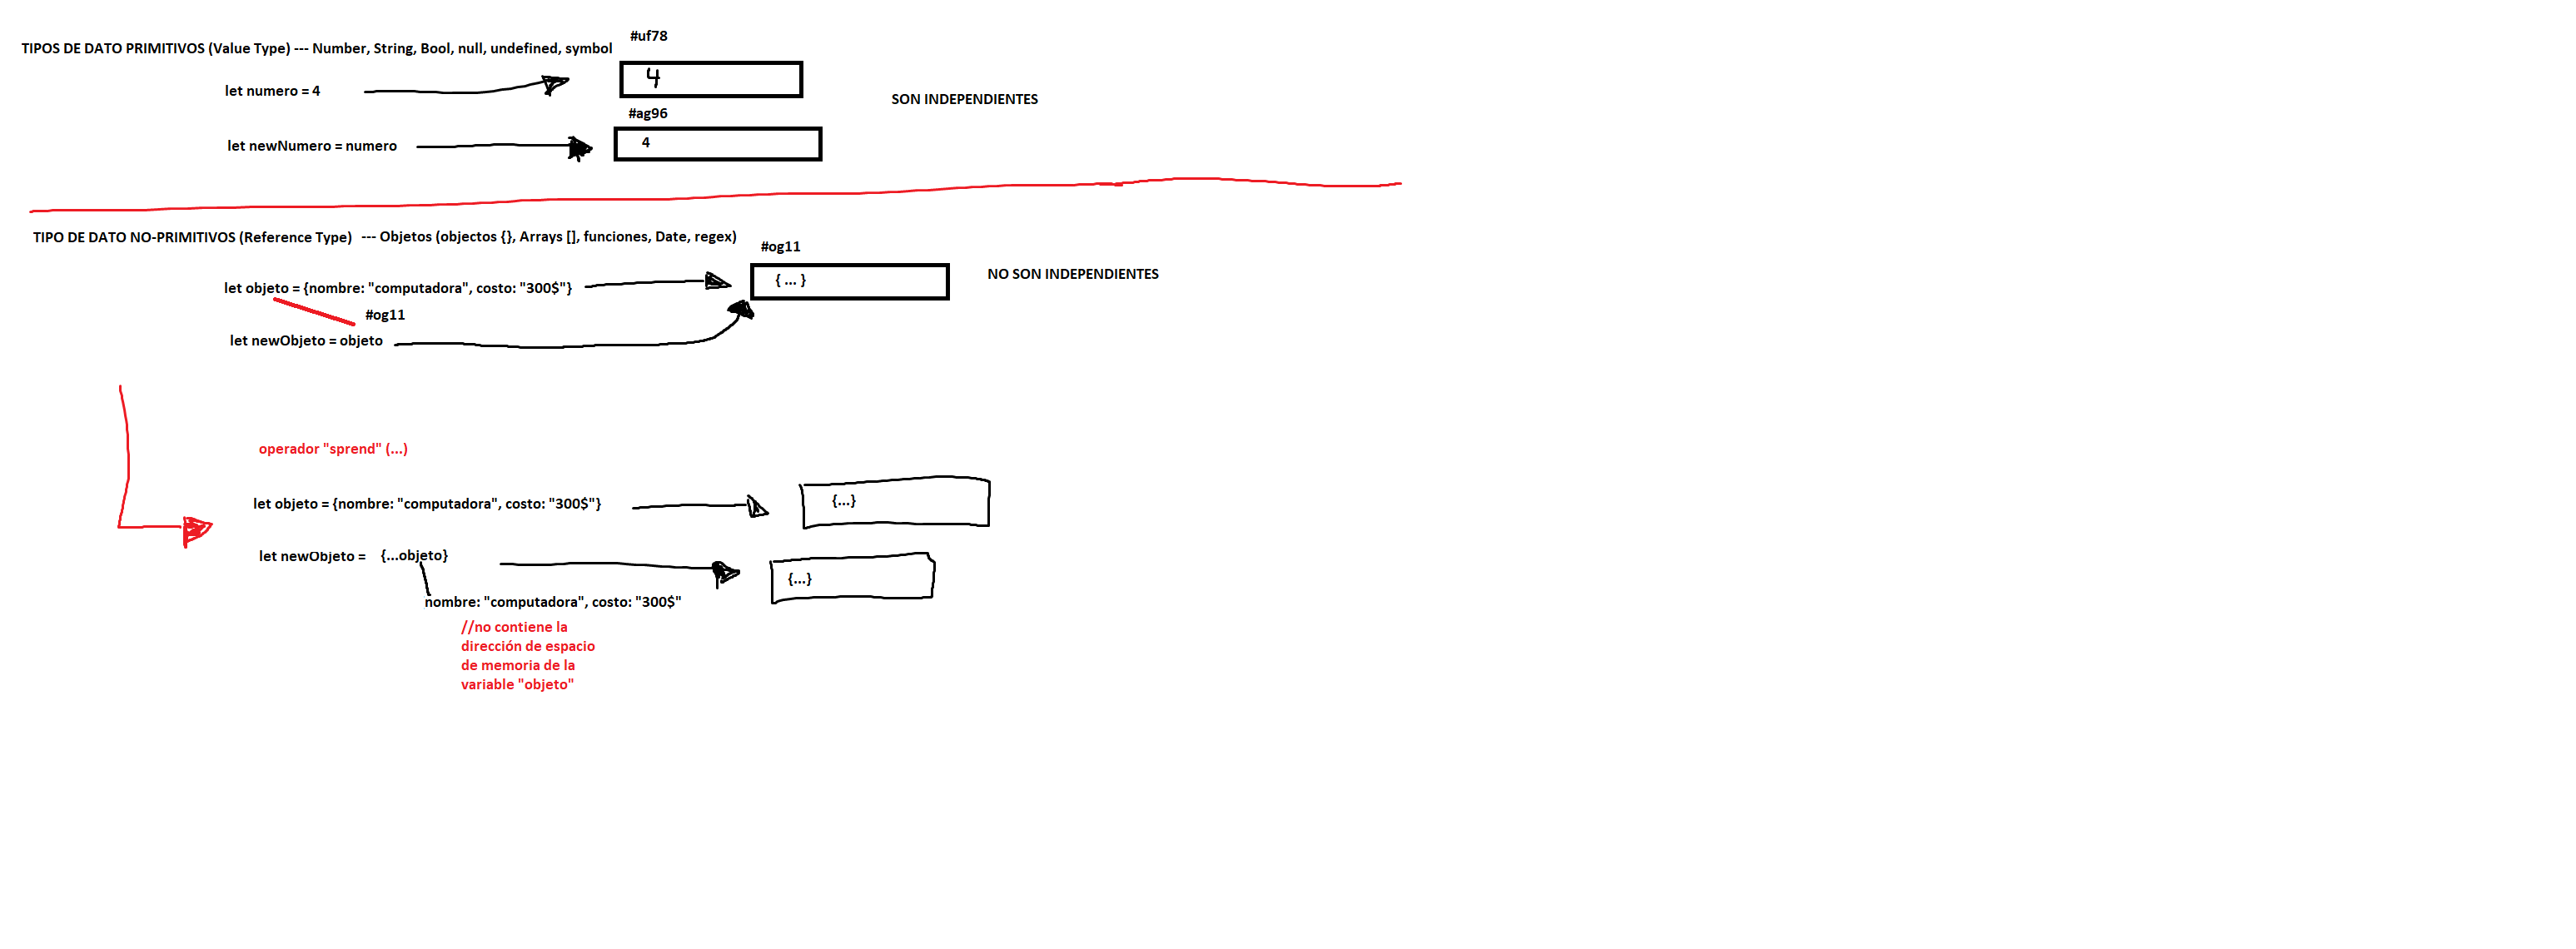 #uf78
TIPOS DE DATO PRIMITIVOS (Value Type) --- Number, String, Bool, null, undefined, symbol
4
let numero = 4
SON INDEPENDIENTES
#ag96
4
let newNumero = numero
TIPO DE DATO NO-PRIMITIVOS (Reference Type) --- Objetos (objectos {}, Arrays [], funciones, Date, regex)
#og11
{ ... }
NO SON INDEPENDIENTES
let objeto = {nombre: "computadora", costo: "300$"}
#og11
let newObjeto = objeto
operador "sprend" (...)
let objeto = {nombre: "computadora", costo: "300$"}
{...}
let newObjeto = {...objeto}
{...}
nombre: "computadora", costo: "300$"
//no contiene la
dirección de espacio
de memoria de la
variable "objeto"